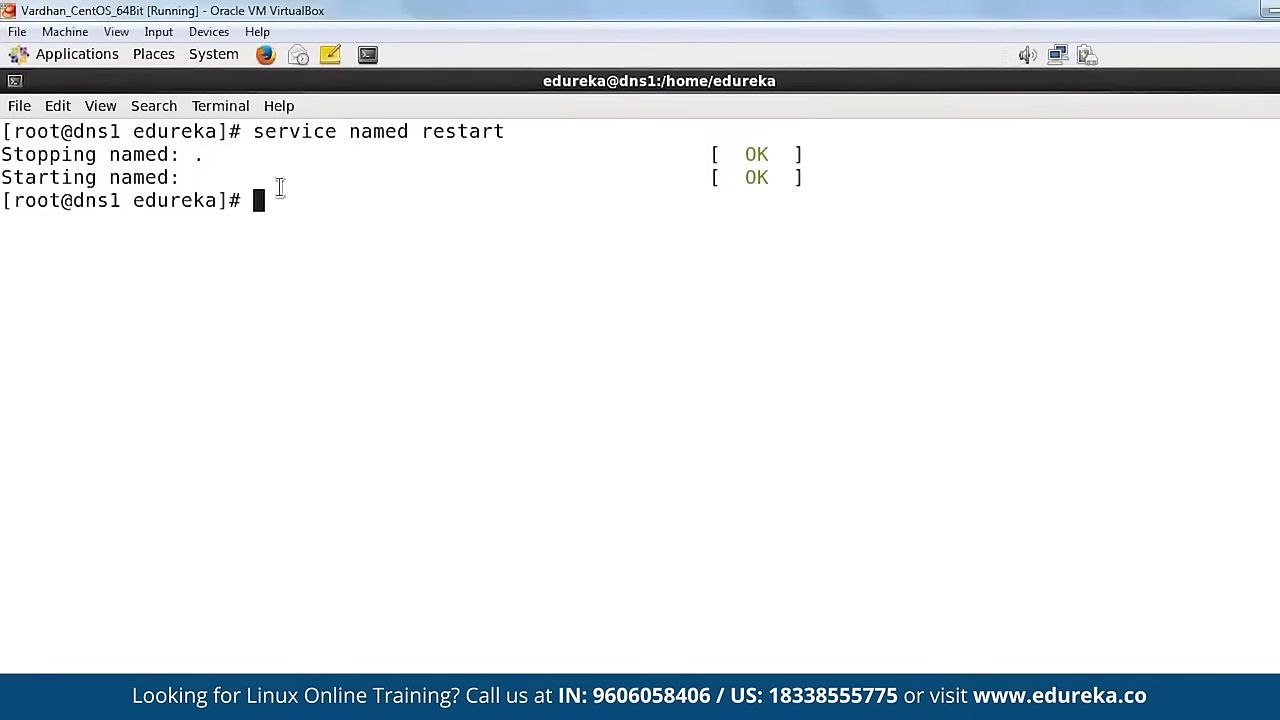 Vardhan_CentOS_64Bit [Running] - Oracle VM VirtualBox
File Machine View Input Devices Help
Applications Places System
edureka@dns1:/home/edureka
File Edit View Search Terminal Help
[root@dns1 edureka]# service named restart
Stopping named: . [ OK ]
Starting named: [ OK ]
[root@dns1 edureka]#
Looking for Linux Online Training? Call us at IN: 9606058406 / US: 18338555775 or visit www.edureka.co